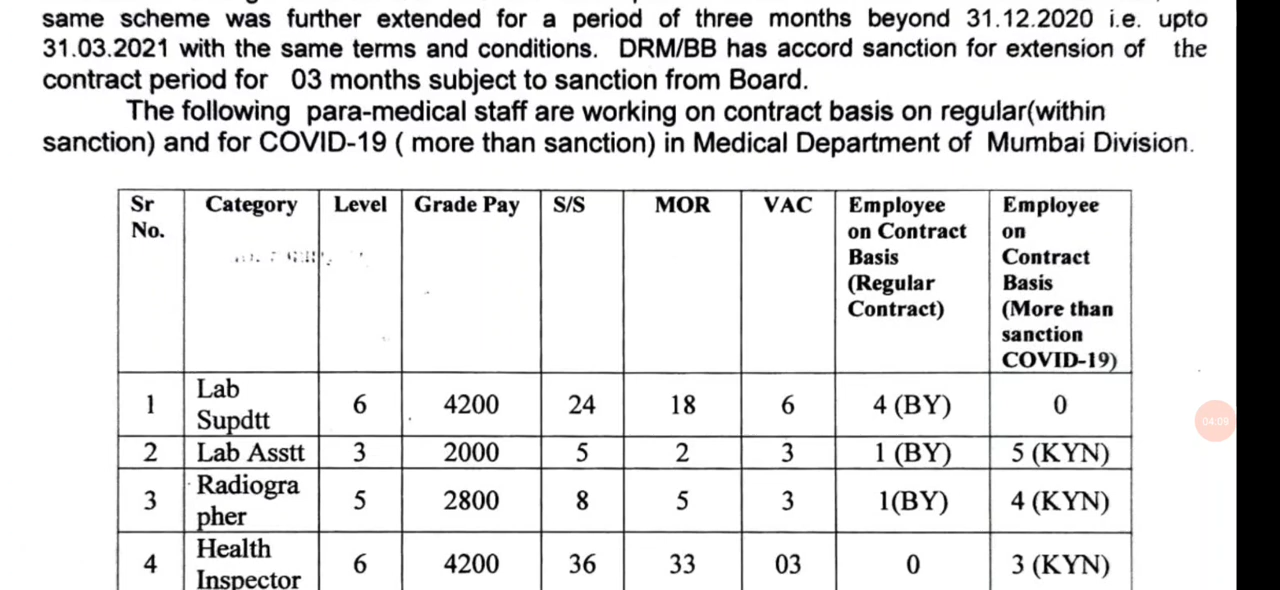 same scheme was further extended for a period of three months beyond 31.12.2020 i.e. upto
31.03.2021 with the same terms and conditions. DRM/BB has accord sanction for extension of the
contract period for 03 months subject to sanction from Board.
The following para-medical staff are working on contract basis on regular(within
sanction) and for COVID-19 ( more than sanction) in Medical Department of Mumbai Division.
Sr No. Category Level Grade Pay S/S MOR VAC Employee on Contract Basis (Regular Contract) Employee on Contract Basis (More than sanction COVID-19)
1 Lab Supdtt 6 4200 24 18 6 4 (BY) 0
2 Lab Asstt 3 2000 5 2 3 1 (BY) 5 (KYN)
3 Radiogra pher 5 2800 8 5 3 1(BY) 4 (KYN)
4 Health Inspector 6 4200 36 33 03 0 3 (KYN)
04:09